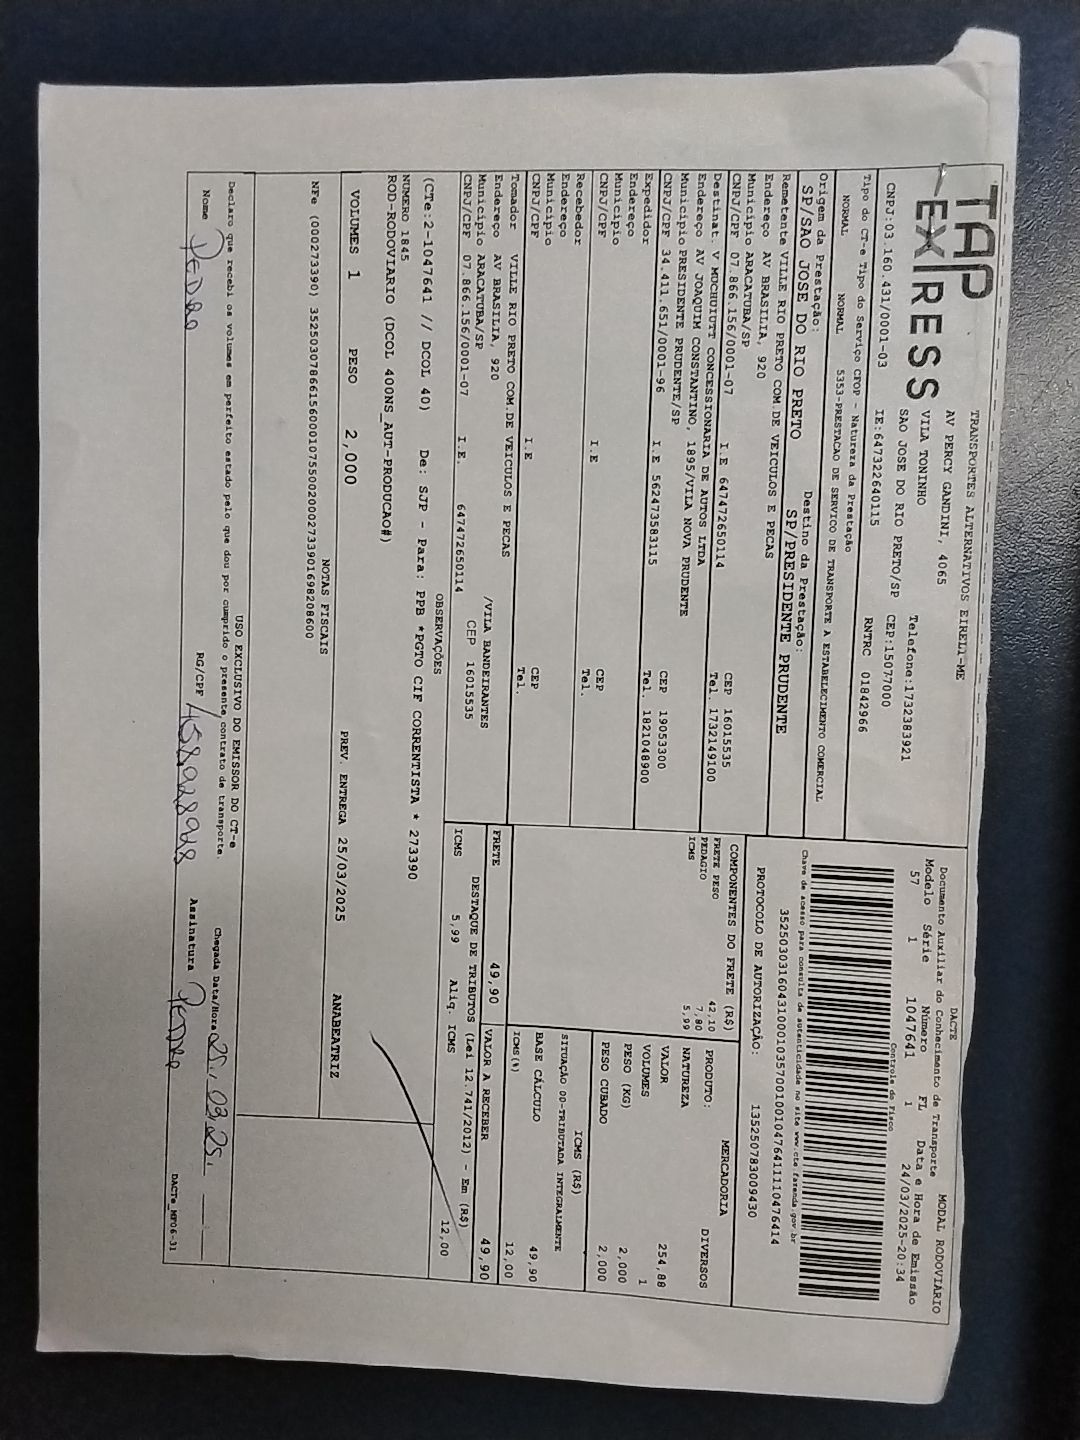 TAP EXPRESS
TRANSPORTES ALTERNATIVOS EIRELI-ME
AV PERCY GANDINI, 4065
VILA TONINHO
SAO JOSE DO RIO PRETO/SP CEP:15077000
Telefone:1732383921
CNPJ:03.160.431/0001-03 IE:647322640115
RNTRC 01842966
Tipo do CT-e Tipo do Serviço CFOP - Natureza da Prestação
NORMAL NORMAL 5353-PRESTACAO DE SERVICO DE TRANSPORTE A ESTABELECIMENTO COMERCIAL
Origem da Prestação: Destino da Prestação:
SP/SAO JOSE DO RIO PRETO SP/PRESIDENTE PRUDENTE
Remetente VILLE RIO PRETO COM.DE VEICULOS E PECAS
Endereço AV BRASILIA, 920
Município ARACATUBA/SP CEP 16015535
CNPJ/CPF 07.866.156/0001-07 I.E 647472650114 Tel. 1732149100
Destinat. V MUCHUIUTT CONCESSIONARIA DE AUTOS LTDA
Endereço AV JOAQUIM CONSTANTINO, 1895/VILA NOVA PRUDENTE
Município PRESIDENTE PRUDENTE/SP CEP 19053300
CNPJ/CPF 34.411.651/0001-96 I.E 562473583115 Tel. 1821048900
Expedidor
Endereço
Município CEP
CNPJ/CPF I.E Tel.
Recebedor
Endereço
Município CEP
CNPJ/CPF I.E Tel.
Tomador VILLE RIO PRETO COM.DE VEICULOS E PECAS
Endereço AV BRASILIA, 920 /VILA BANDEIRANTES
Município ARACATUBA/SP CEP 16015535
CNPJ/CPF 07.866.156/0001-07 I.E. 647472650114
DACTE
Documento Auxiliar do Conhecimento de Transporte
MODAL RODOVIÁRIO
Modelo Série Número FL Data e Hora de Emissão
57 1 1047641 1 24/03/2025-20:34
Controle do Fisco
Chave de acesso para consulta de autenticidade no site www.cte.fazenda.gov.br
35250303160431000103570010010476411110476414
PROTOCOLO DE AUTORIZAÇÃO: 135250783009430
COMPONENTES DO FRETE (R$)
FRETE PESO 42,10
PEDAGIO 7,80
ICMS 5,99
MERCADORIA
PRODUTO: DIVERSOS
NATUREZA
VALOR 254,88
VOLUMES 1
PESO (KG) 2,000
PESO CUBADO 2,000
ICMS (R$)
SITUAÇÃO 00-TRIBUTADA INTEGRALMENTE
BASE CÁLCULO 49,90
ICMS(%) 12,00
FRETE 49,90 VALOR A RECEBER 49,90
DESTAQUE DE TRIBUTOS (Lei 12.741/2012) - Em (R$)
ICMS 5,99 Aliq. ICMS 12,00
OBSERVAÇÕES
(CTe:2-1047641 // DCOL 40) De: SJP - Para: PPB *PGTO CIF CORRENTISTA * 273390
NUMERO 1845
ROD-RODOVIARIO (DCOL 400NS_AUT-PRODUCAO#)
VOLUMES 1 PESO 2,000 PREV. ENTREGA 25/03/2025 ANABEATRIZ
NOTAS FISCAIS
NFe (000273390) 35250307866156000107550020002733901698208600
USO EXCLUSIVO DO EMISSOR DO CT-e
Declaro que recebi os volumes em perfeito estado pelo que dou por cumprido o presente contrato de transporte. Chegada Data/Hora 25.,03,25.
Nome PEDRO RG/CPF 458928928 Assinatura PEDRO
DACTe_MF06-31